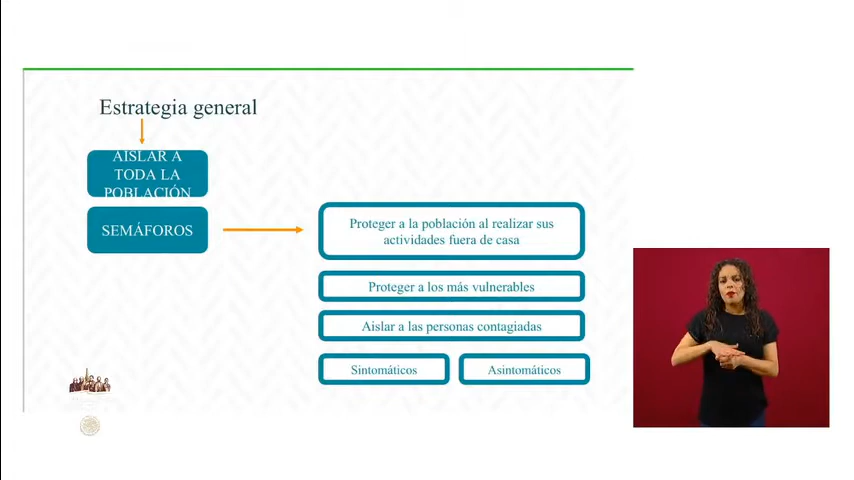 Estrategia general
AISLAR A
TODA LA
POBLACIÓN
SEMÁFOROS
Proteger a la población al realizar sus
actividades fuera de casa
Proteger a los más vulnerables
Aislar a las personas contagiadas
Sintomáticos
Asintomáticos